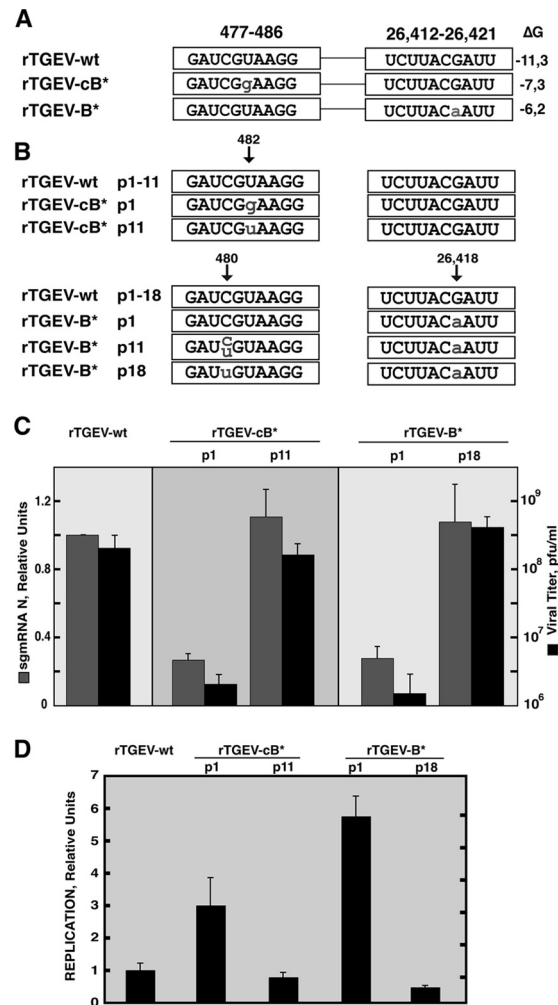 A
477-486 26,412-26,421 ΔG
rTGEV-wt GAUCGUAAGG UCUUACGAUU -11,3
rTGEV-cB* GAUCGgAAGG UCUUACGAUU -7,3
rTGEV-B* GAUCGUAAGG UCUUACaAUU -6,2
B
482
rTGEV-wt p1-11 GAUCGUAAGG UCUUACGAUU
rTGEV-cB* p1 GAUCGgAAGG UCUUACGAUU
rTGEV-cB* p11 GAUCGuAAGG UCUUACGAUU
480 26,418
rTGEV-wt p1-18 GAUCGUAAGG UCUUACGAUU
rTGEV-B* p1 GAUCGUAAGG UCUUACaAUU
rTGEV-B* p11 GAUc/uGUAAGG UCUUACaAUU
rTGEV-B* p18 GAUuGUAAGG UCUUACaAUU
C
rTGEV-wt rTGEV-cB* rTGEV-B*
p1 p11 p1 p18
sgmRNA N, Relative Units
1.2
0.8
0.4
0
10⁹
10⁸
10⁷
10⁶
Viral Titer, pfu/ml
D
rTGEV-wt rTGEV-cB* rTGEV-B*
p1 p11 p1 p18
REPLICATION, Relative Units
7
6
5
4
3
2
1
0